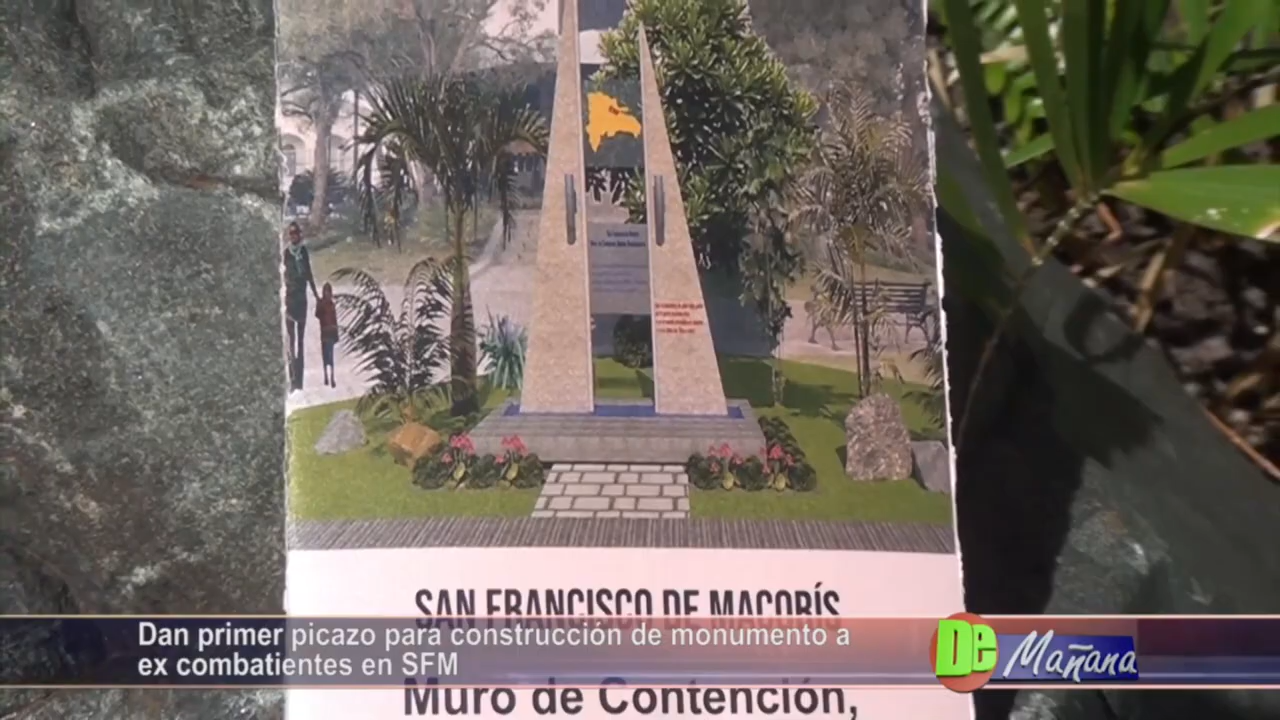 SAN FRANCISCO DE MACORÍS
Dan primer picazo para construcción de monumento a
ex combatientes en SFM
De Mañana
Muro de Contención,